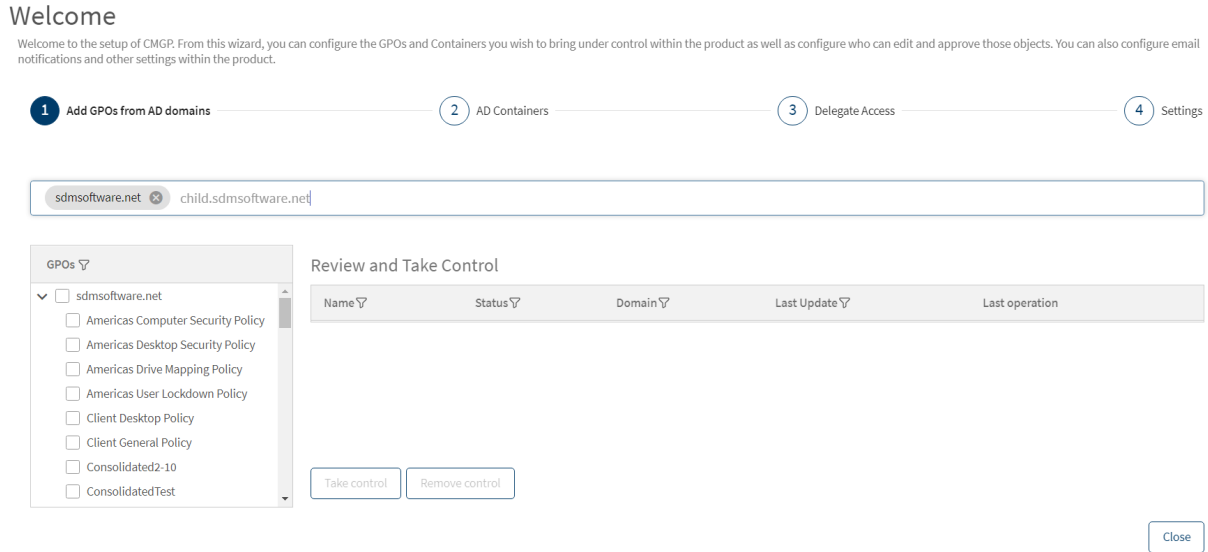 Welcome
Welcome to the setup of CMGP. From this wizard, you can configure the GPOs and Containers you wish to bring under control within the product as well as configure who can edit and approve those objects. You can also configure email
notifications and other settings within the product.
1 Add GPOs from AD domains 2 AD Containers 3 Delegate Access 4 Settings
sdmsoftware.net child.sdmsoftware.net
GPOs
sdmsoftware.net
Americas Computer Security Policy
Americas Desktop Security Policy
Americas Drive Mapping Policy
Americas User Lockdown Policy
Client Desktop Policy
Client General Policy
Consolidated2-10
ConsolidatedTest
Review and Take Control
Name Status Domain Last Update Last operation
Take control Remove control
Close